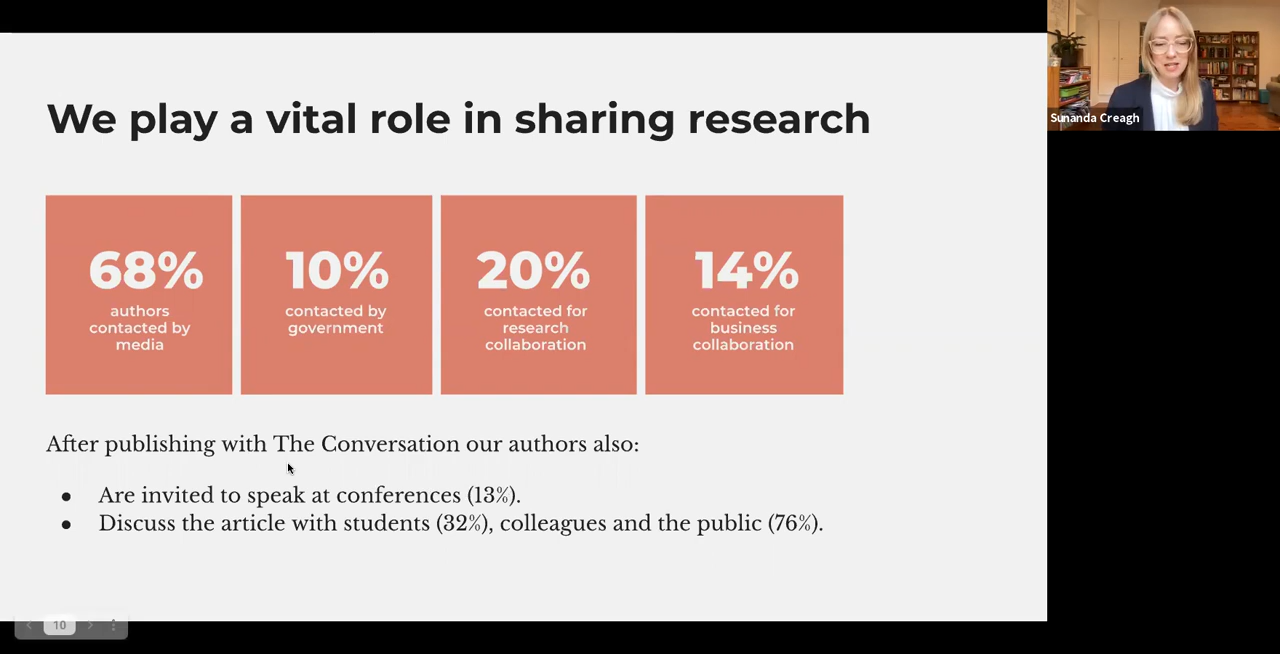 We play a vital role in sharing research
68%
authors
contacted by
media
10%
contacted by
government
20%
contacted for
research
collaboration
14%
contacted for
business
collaboration
After publishing with The Conversation our authors also:
● Are invited to speak at conferences (13%).
● Discuss the article with students (32%), colleagues and the public (76%).
10
Sunanda Creagh